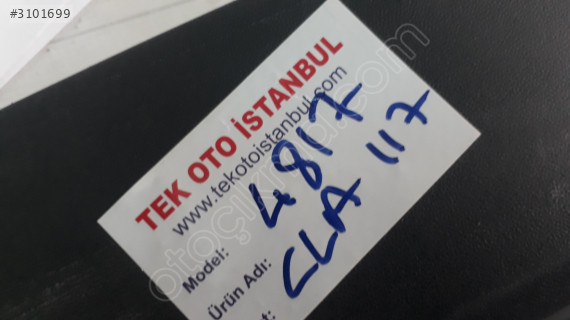 #3101699
TEK OTO İSTANBUL
www.tekotoistanbul.com
Model: 4817
Ürün Adı: CLA 117